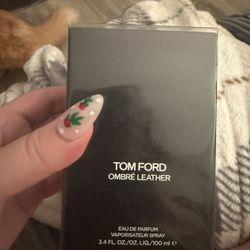 TOM FORD
OMBRÉ LEATHER
EAU DE PARFUM
VAPORISATEUR SPRAY
3.4 FL. OZ./OZ. LIQ/100 ml ℮